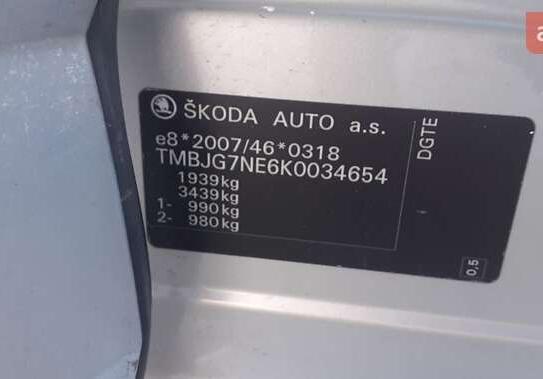 ŠKODA AUTO a.s.
e8*2007/46*0318
TMBJG7NE6K0034654
1939kg
3439kg
1- 990kg
2- 980kg
DGTE
0,5
a